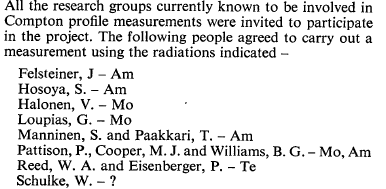 All the research groups currently known to be involved in
Compton profile measurements were invited to participate
in the project. The following people agreed to carry out a
measurement using the radiations indicated –
Felsteiner, J – Am
Hosoya, S. – Am
Halonen, V. – Mo
Loupias, G. – Mo
Manninen, S. and Paakkari, T. – Am
Pattison, P., Cooper, M. J. and Williams, B. G. – Mo, Am
Reed, W. A. and Eisenberger, P. – Te
Schulke, W. – ?